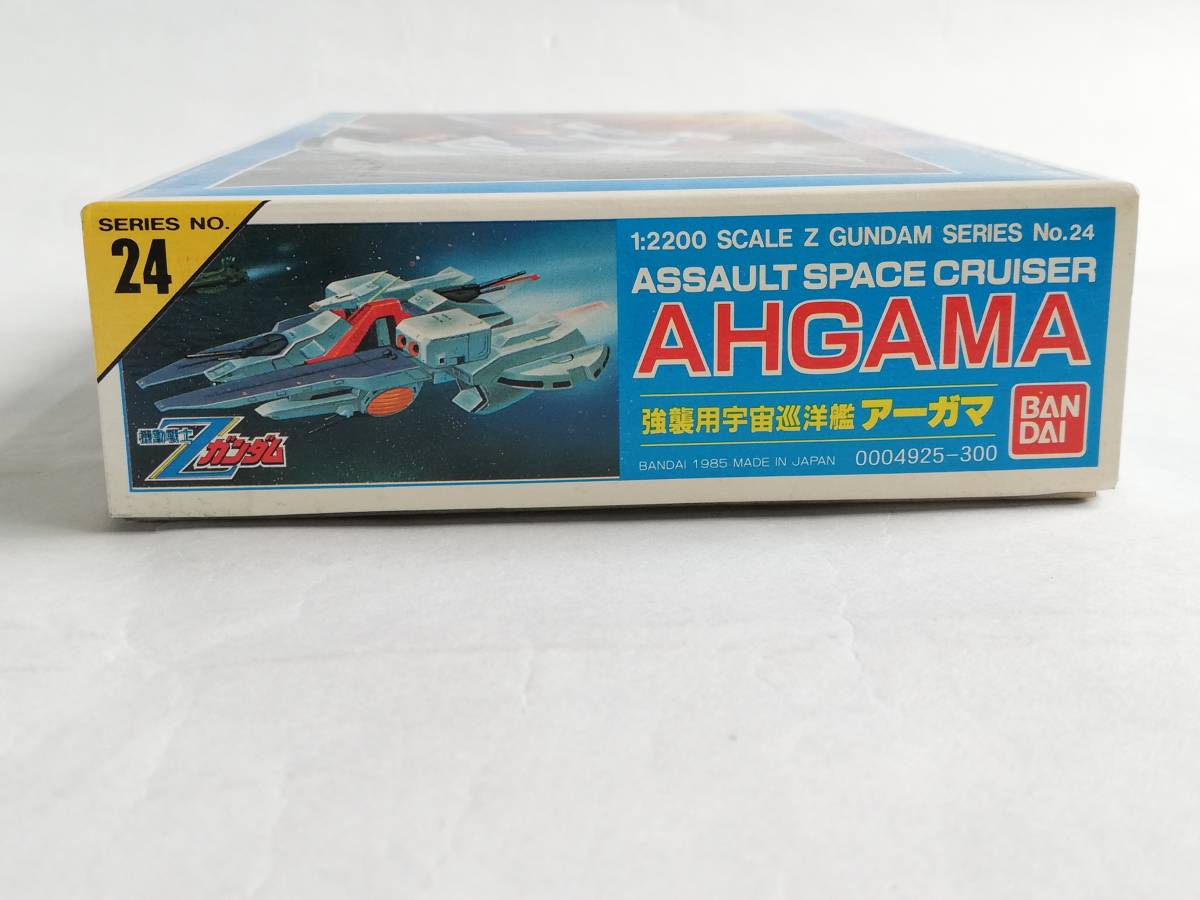 SERIES NO.
24
機動戦士
Zガンダム
1:2200 SCALE Z GUNDAM SERIES No.24
ASSAULT SPACE CRUISER
AHGAMA
強襲用宇宙巡洋艦 アーガマ
BANDAI 1985 MADE IN JAPAN 0004925-300
BAN
DAI